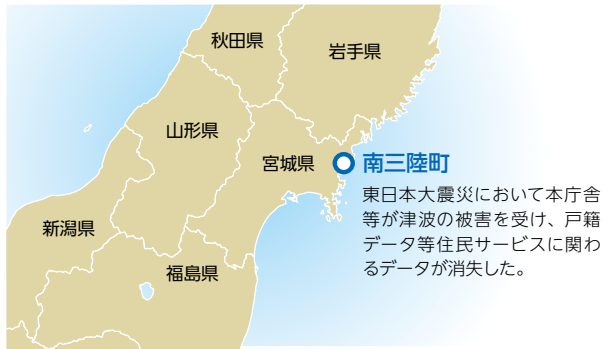 秋田県
岩手県
山形県
宮城県
南三陸町
東日本大震災において本庁舎
等が津波の被害を受け、戸籍
データ等住民サービスに関わ
るデータが消失した。
新潟県
福島県